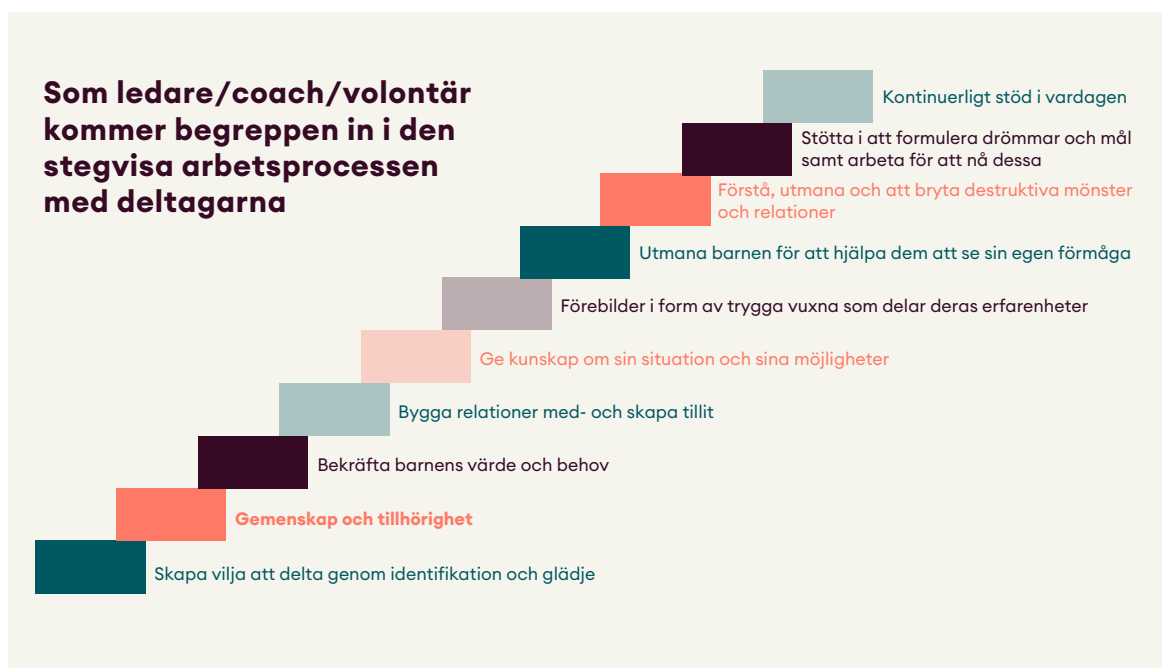 Som ledare/coach/volontär
kommer begreppen in i den
stegvisa arbetsprocessen
med deltagarna
Kontinuerligt stöd i vardagen
Stötta i att formulera drömmar och mål
samt arbeta för att nå dessa
Förstå, utmana och att bryta destruktiva mönster
och relationer
Utmana barnen för att hjälpa dem att se sin egen förmåga
Förebilder i form av trygga vuxna som delar deras erfarenheter
Ge kunskap om sin situation och sina möjligheter
Bygga relationer med- och skapa tillit
Bekräfta barnens värde och behov
Gemenskap och tillhörighet
Skapa vilja att delta genom identifikation och glädje